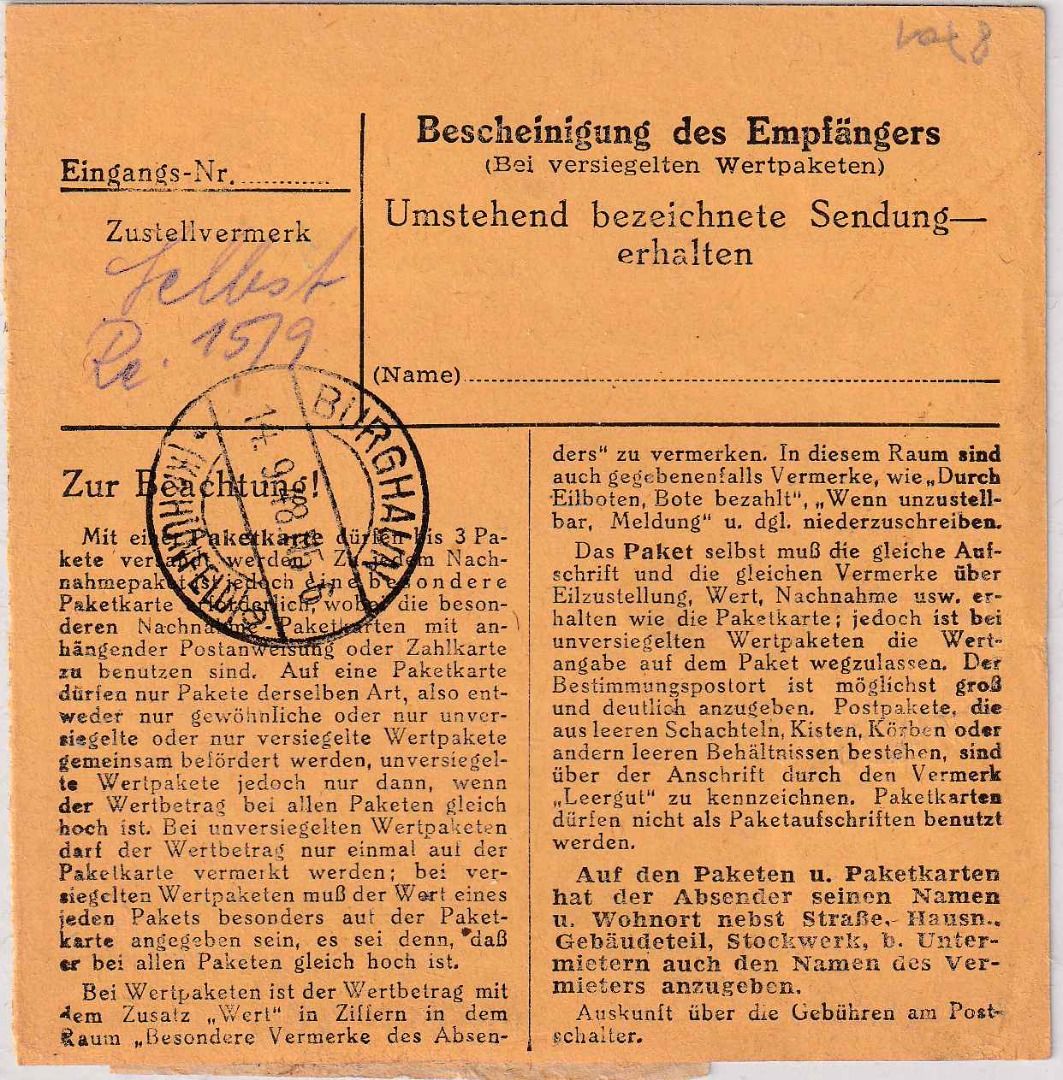 Eingangs-Nr. ............
Zustellvermerk
Selbst
Re. 15/9.
Bescheinigung des Empfängers
(Bei versiegelten Wertpaketen)
Umstehend bezeichnete Sendung—
erhalten
(Name)
BURGHAUN
(KR HÜNFELD)
14. 9. 48 15-6
Zur Beachtung!
Mit einer Paketkarte dürfen bis 3 Pa-
kete versandt werden. Zu jedem Nach-
nahmepaket ist jedoch eine besondere
Paketkarte erforderlich, wobei die beson-
deren Nachnahme-Paketkarten mit an-
hängender Postanweisung oder Zahlkarte
zu benutzen sind. Auf eine Paketkarte
dürfen nur Pakete derselben Art, also ent-
weder nur gewöhnliche oder nur unver-
siegelte oder nur versiegelte Wertpakete
gemeinsam befördert werden, unversiegel-
te Wertpakete jedoch nur dann, wenn
der Wertbetrag bei allen Paketen gleich
hoch ist. Bei unversiegelten Wertpaketen
darf der Wertbetrag nur einmal auf der
Paketkarte vermerkt werden; bei ver-
siegelten Wertpaketen muß der Wert eines
jeden Pakets besonders auf der Paket-
karte angegeben sein, es sei denn, daß
er bei allen Paketen gleich hoch ist.
Bei Wertpaketen ist der Wertbetrag mit
dem Zusatz „Wert" in Ziffern in dem
Raum „Besondere Vermerke des Absen-
ders" zu vermerken. In diesem Raum sind
auch gegebenenfalls Vermerke, wie „Durch
Eilboten, Bote bezahlt", „Wenn unzustell-
bar, Meldung" u. dgl. niederzuschreiben.
Das Paket selbst muß die gleiche Auf-
schrift und die gleichen Vermerke über
Eilzustellung, Wert, Nachnahme usw. er-
halten wie die Paketkarte; jedoch ist bei
unversiegelten Wertpaketen die Wert-
angabe auf dem Paket wegzulassen. Der
Bestimmungspostort ist möglichst groß
und deutlich anzugeben. Postpakete, die
aus leeren Schachteln, Kisten, Körben oder
andern leeren Behältnissen bestehen, sind
über der Anschrift durch den Vermerk
„Leergut" zu kennzeichnen. Paketkarten
dürfen nicht als Paketaufschriften benutzt
werden.
Auf den Paketen u. Paketkarten
hat der Absender seinen Namen
u. Wohnort nebst Straße, Hausn.,
Gebäudeteil, Stockwerk, b. Unter-
mietern auch den Namen des Ver-
mieters anzugeben.
Auskunft über die Gebühren am Post-
schalter.